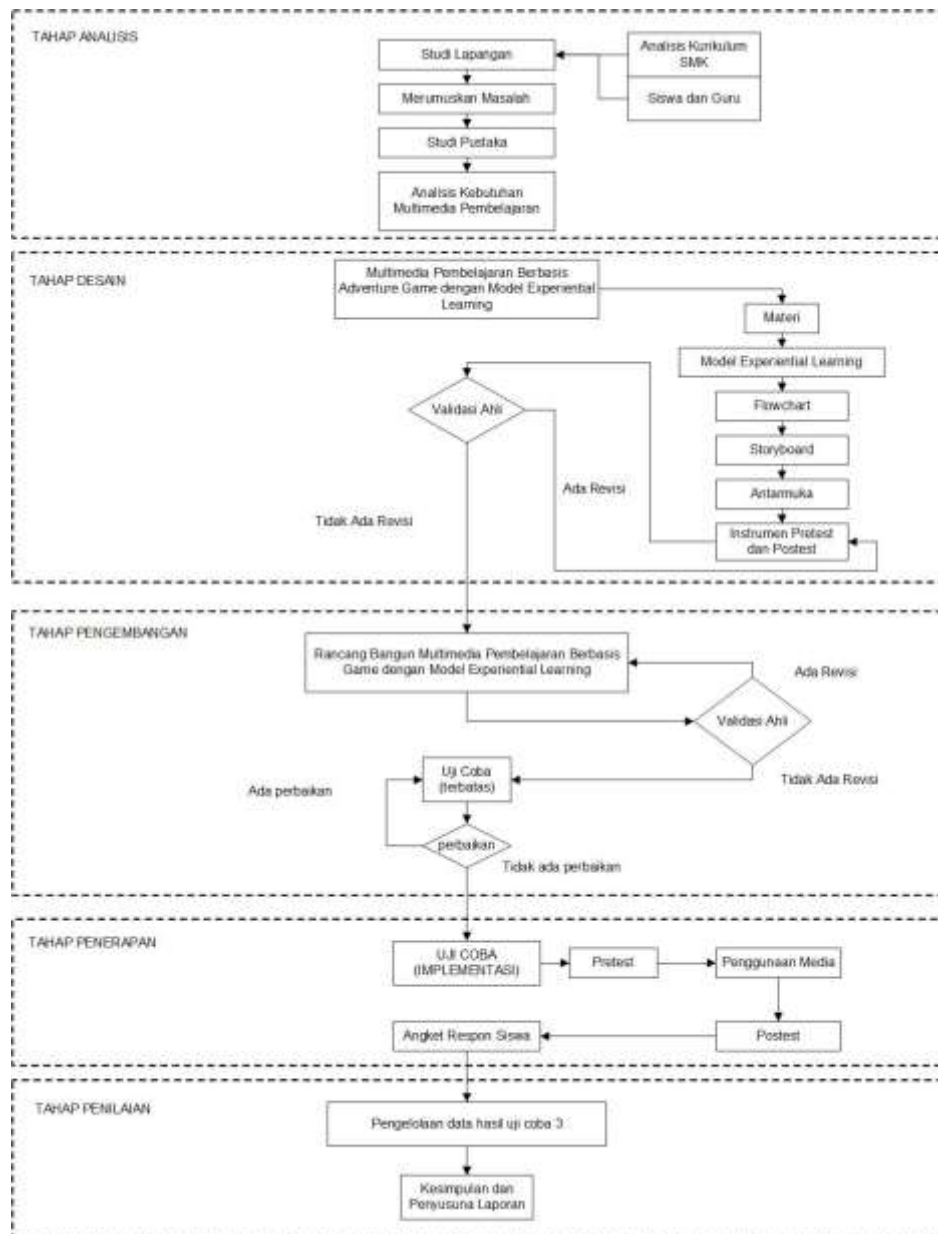 TAHAP ANALISIS
Studi Lapangan
Analisis Kurikulum
SMK
Siswa dan Guru
Merumuskan Masalah
Studi Pustaka
Analisis Kebutuhan
Multimedia Pembelajaran
TAHAP DESAIN
Multimedia Pembelajaran Berbasis
Adventure Game dengan Model Experiential
Learning
Materi
Model Experiential Learning
Validasi Ahli
Flowchart
Storyboard
Ada Revisi
Antarmuka
Tidak Ada Revisi
Instrumen Pretest
dan Postest
TAHAP PENGEMBANGAN
Rancang Bangun Multimedia Pembelajaran Berbasis
Game dengan Model Experiential Learning
Ada Revisi
Validasi Ahli
Uji Coba
(terbatas)
Tidak Ada Revisi
Ada perbaikan
perbaikan
Tidak ada perbaikan
TAHAP PENERAPAN
UJI COBA
(IMPLEMENTASI)
Pretest
Penggunaan Media
Angket Respon Siswa
Postest
TAHAP PENILAIAN
Pengelolaan data hasil uji coba 3
Kesimpulan dan
Penyusuna Laporan